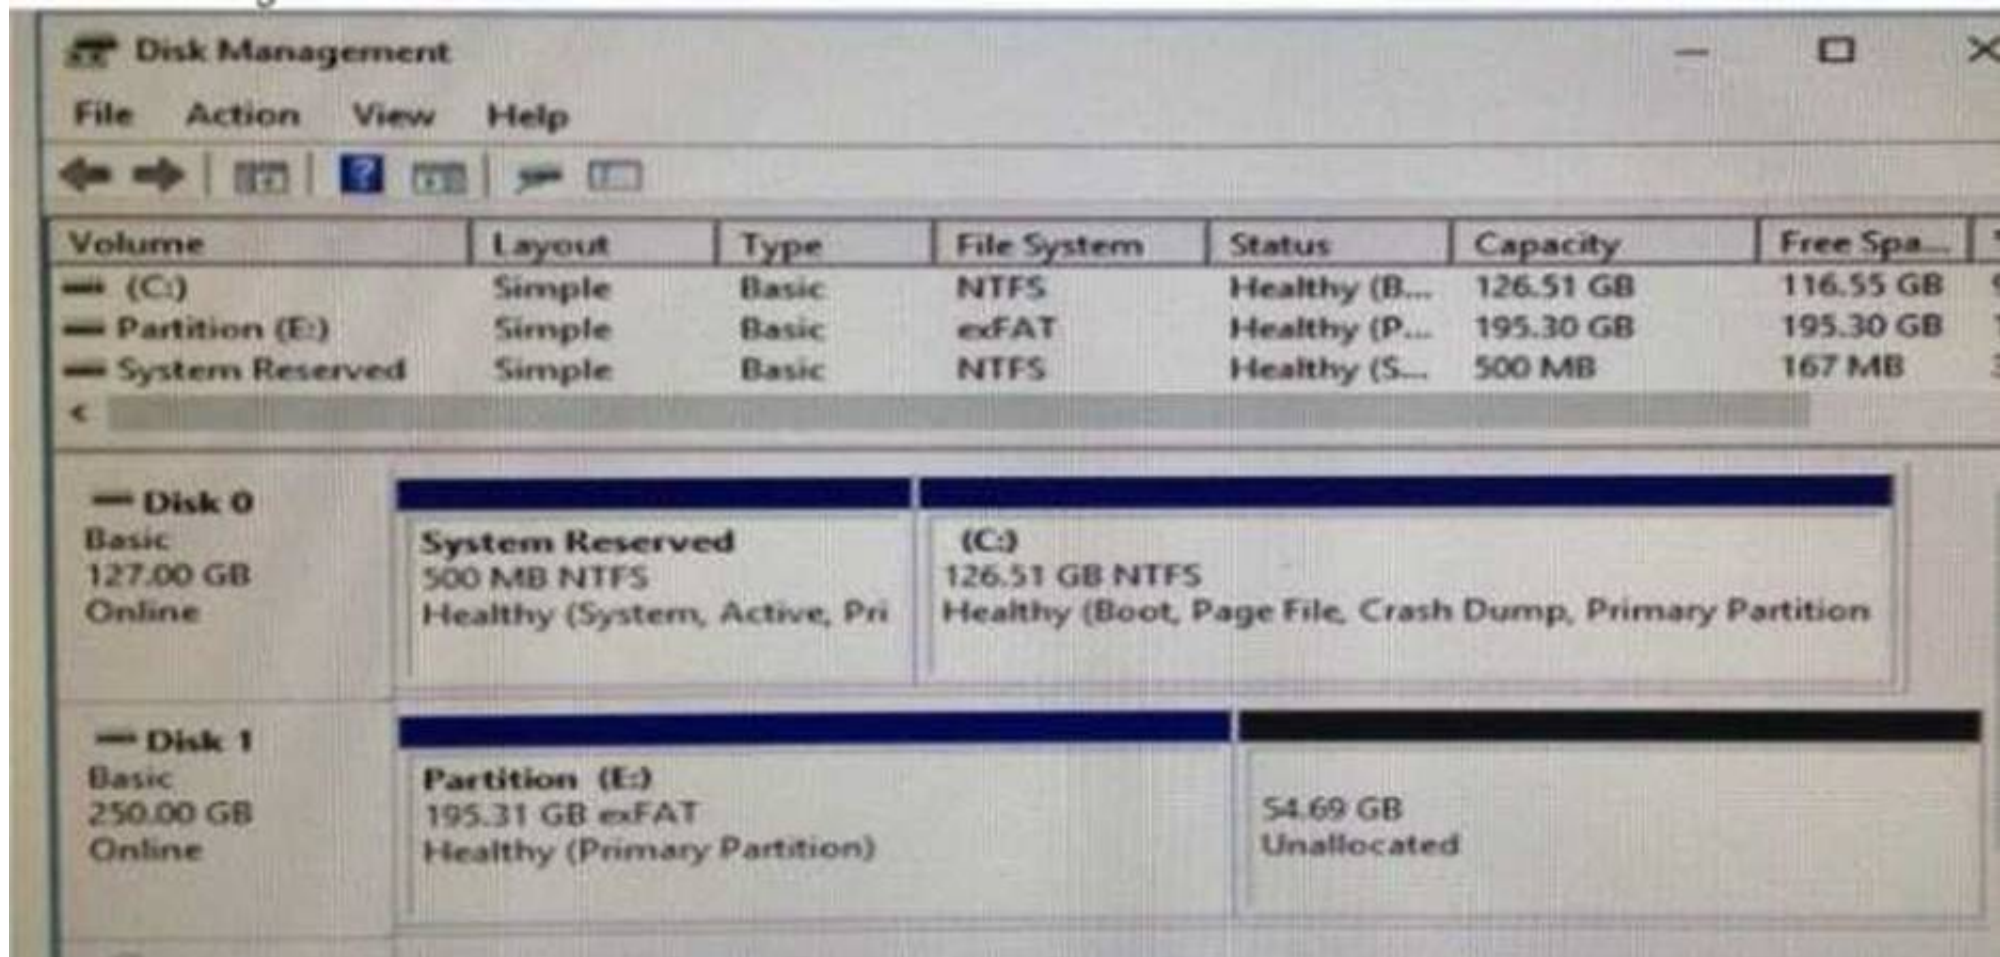 Disk Management
File Action View Help
Volume Layout Type File System Status Capacity Free Spa...
(C:) Simple Basic NTFS Healthy (B... 126.51 GB 116.55 GB
Partition (E:) Simple Basic exFAT Healthy (P... 195.30 GB 195.30 GB
System Reserved Simple Basic NTFS Healthy (S... 500 MB 167 MB
Disk 0
Basic
127.00 GB
Online
System Reserved
500 MB NTFS
Healthy (System, Active, Pri
(C:)
126.51 GB NTFS
Healthy (Boot, Page File, Crash Dump, Primary Partition
Disk 1
Basic
250.00 GB
Online
Partition (E:)
195.31 GB exFAT
Healthy (Primary Partition)
54.69 GB
Unallocated